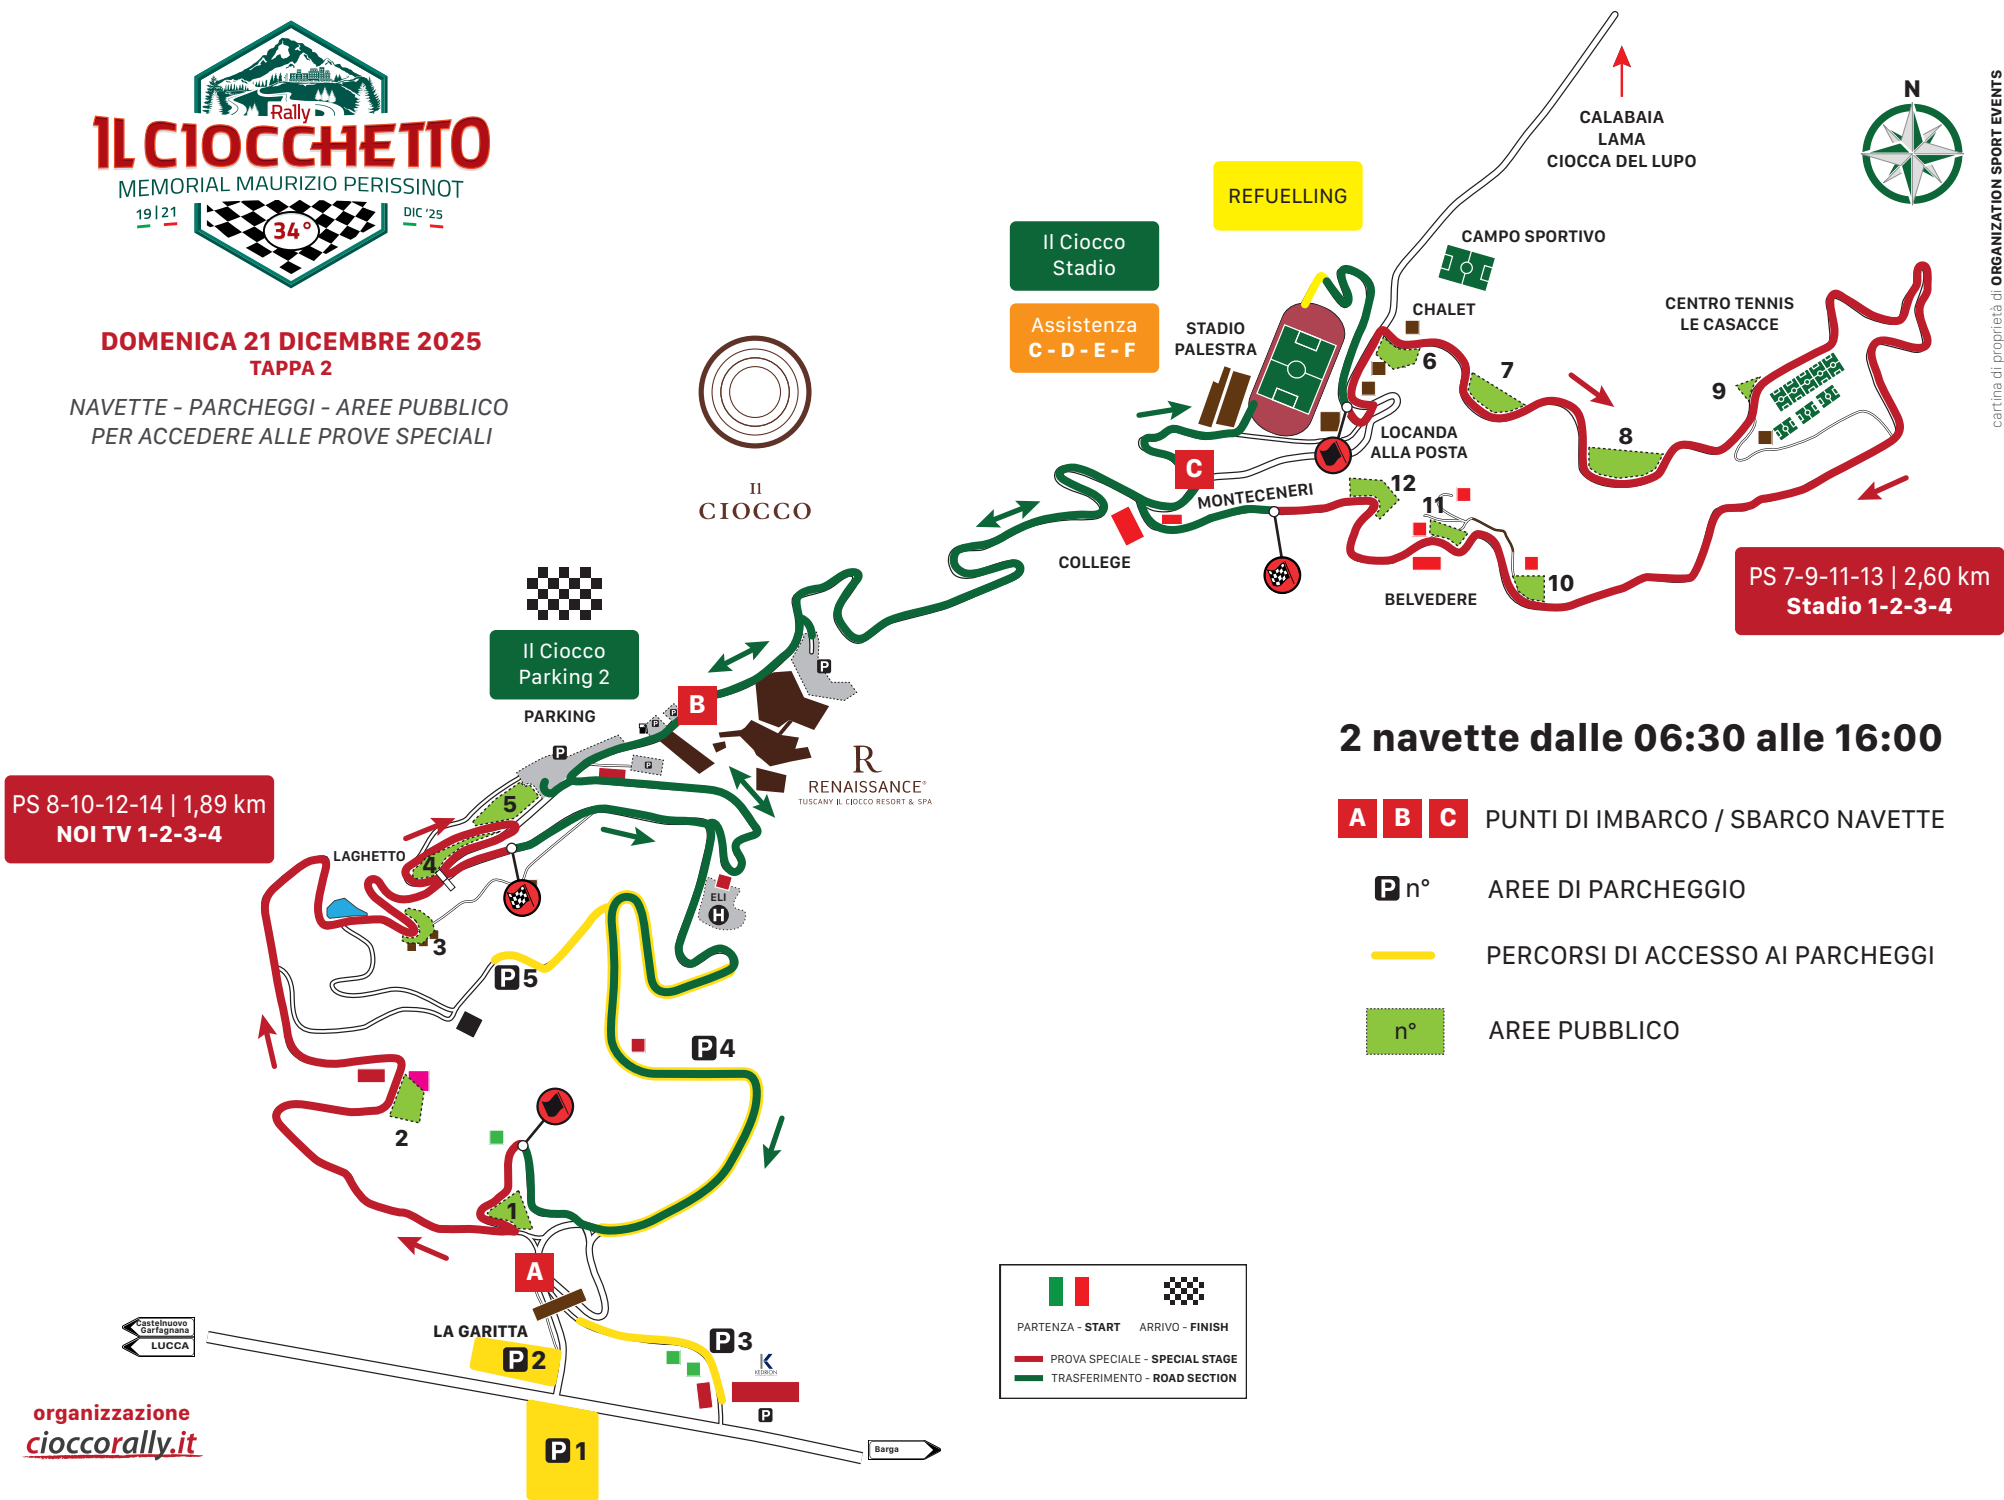 Rally
IL CIOCCHETTO
MEMORIAL MAURIZIO PERISSINOT
19|21
DIC '25
34°
DOMENICA 21 DICEMBRE 2025
TAPPA 2
NAVETTE - PARCHEGGI - AREE PUBBLICO
PER ACCEDERE ALLE PROVE SPECIALI
Il
CIOCCO
REFUELLING
Il Ciocco
Stadio
Assistenza
C - D - E - F
STADIO
PALESTRA
CALABAIA
LAMA
CIOCCA DEL LUPO
CAMPO SPORTIVO
CHALET
CENTRO TENNIS
LE CASACCE
N
cartina di proprietà di ORGANIZATION SPORT EVENTS
6
7
8
9
LOCANDA
ALLA POSTA
C
MONTECENERI
12
11
10
COLLEGE
BELVEDERE
PS 7-9-11-13 | 2,60 km
Stadio 1-2-3-4
Il Ciocco
Parking 2
PARKING
B
P
P
P
P
P
R
RENAISSANCE®
TUSCANY IL CIOCCO RESORT & SPA
PS 8-10-12-14 | 1,89 km
NOI TV 1-2-3-4
5
LAGHETTO
4
3
ELI
H
P 5
P 4
2
1
A
LA GARITTA
P 2
P 3
KEDRION
P
P 1
Castelnuovo
Garfagnana
LUCCA
Barga
organizzazione
cioccorally.it
2 navette dalle 06:30 alle 16:00
A B C PUNTI DI IMBARCO / SBARCO NAVETTE
P n° AREE DI PARCHEGGIO
PERCORSI DI ACCESSO AI PARCHEGGI
n° AREE PUBBLICO
PARTENZA - START
ARRIVO - FINISH
PROVA SPECIALE - SPECIAL STAGE
TRASFERIMENTO - ROAD SECTION